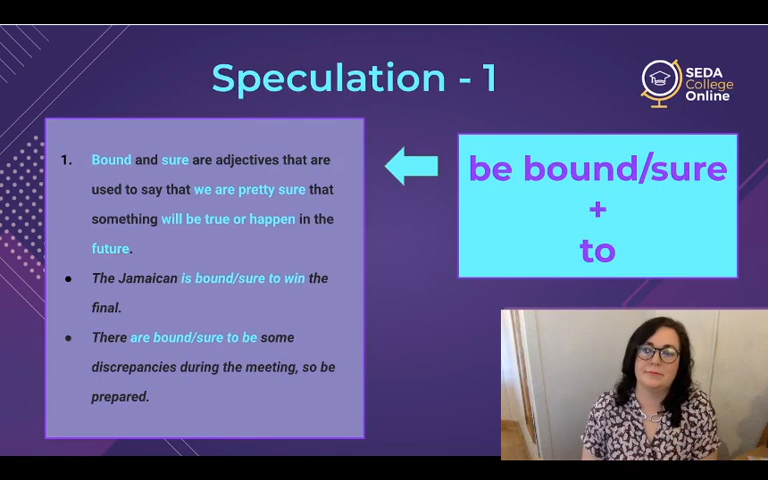 Speculation - 1
SEDA
College
Online
1. Bound and sure are adjectives that are
used to say that we are pretty sure that
something will be true or happen in the
future.
● The Jamaican is bound/sure to win the
final.
● There are bound/sure to be some
discrepancies during the meeting, so be
prepared.
be bound/sure
+
to